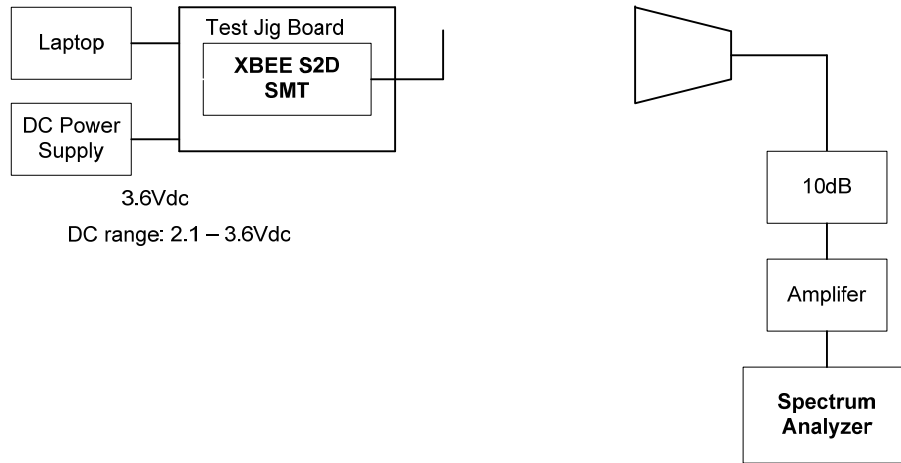 Laptop
Test Jig Board
XBEE S2D
SMT
DC Power
Supply
3.6Vdc
DC range: 2.1 – 3.6Vdc
10dB
Amplifer
Spectrum
Analyzer